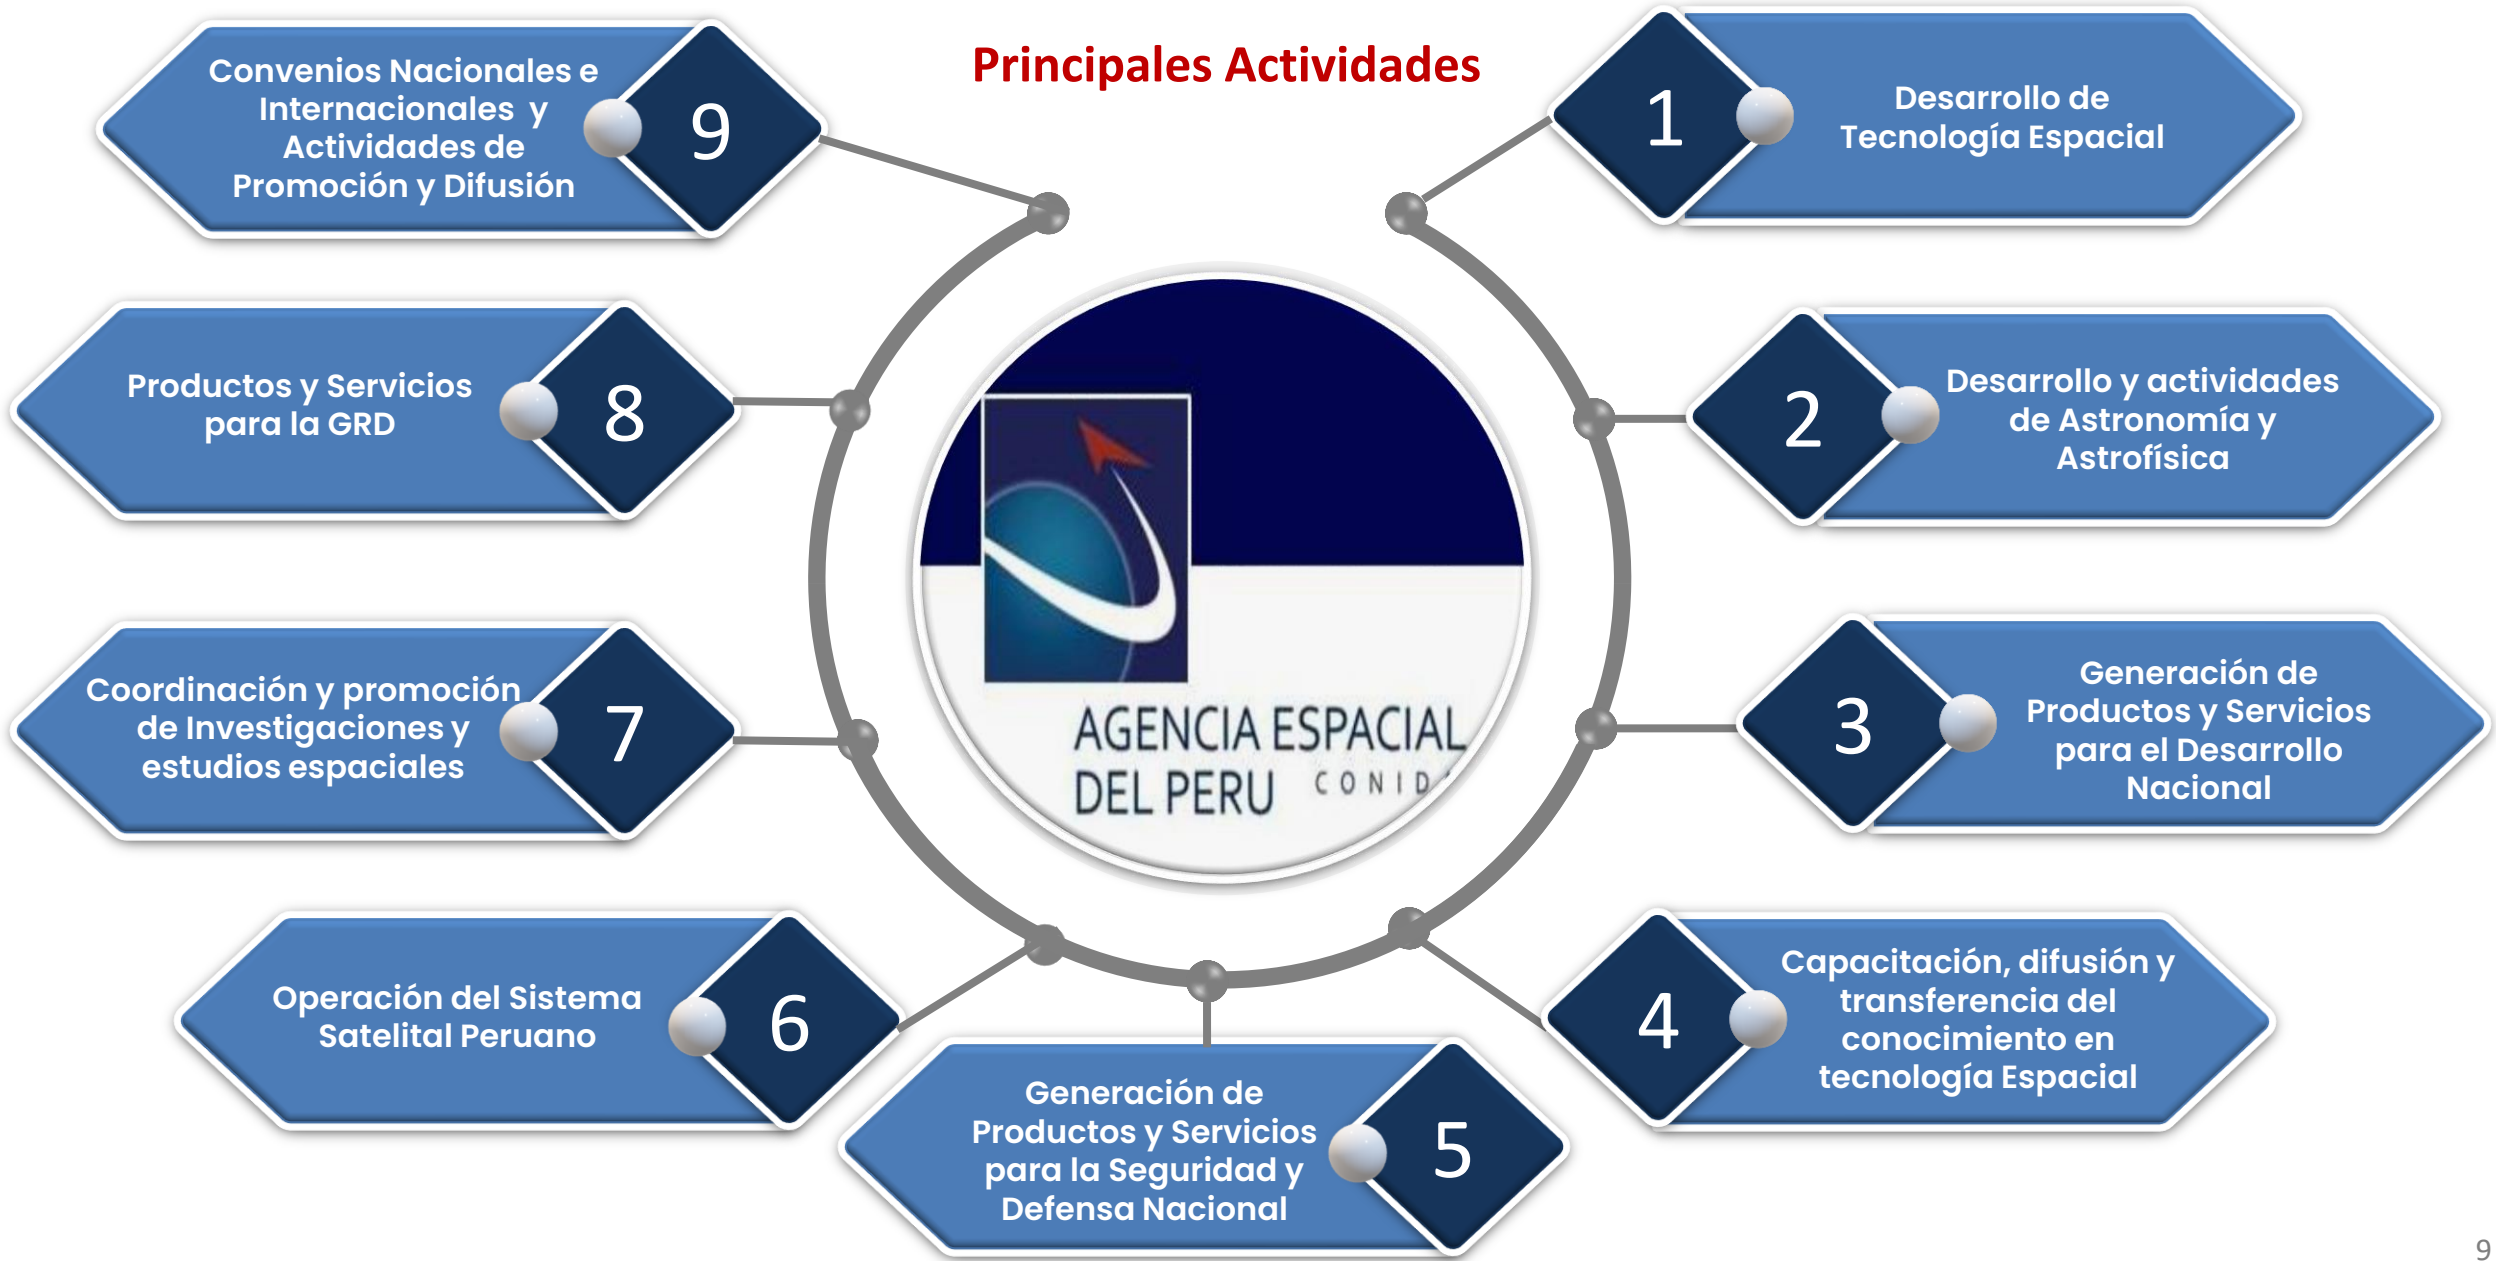 Principales Actividades
1
Desarrollo de
Tecnología Espacial
2
Desarrollo y actividades
de Astronomía y
Astrofísica
3
Generación de
Productos y Servicios
para el Desarrollo
Nacional
4
Capacitación, difusión y
transferencia del
conocimiento en
tecnología Espacial
5
Generación de
Productos y Servicios
para la Seguridad y
Defensa Nacional
6
Operación del Sistema
Satelital Peruano
7
Coordinación y promoción
de Investigaciones y
estudios espaciales
8
Productos y Servicios
para la GRD
9
Convenios Nacionales e
Internacionales y
Actividades de
Promoción y Difusión
AGENCIA ESPACIAL
DEL PERU
9